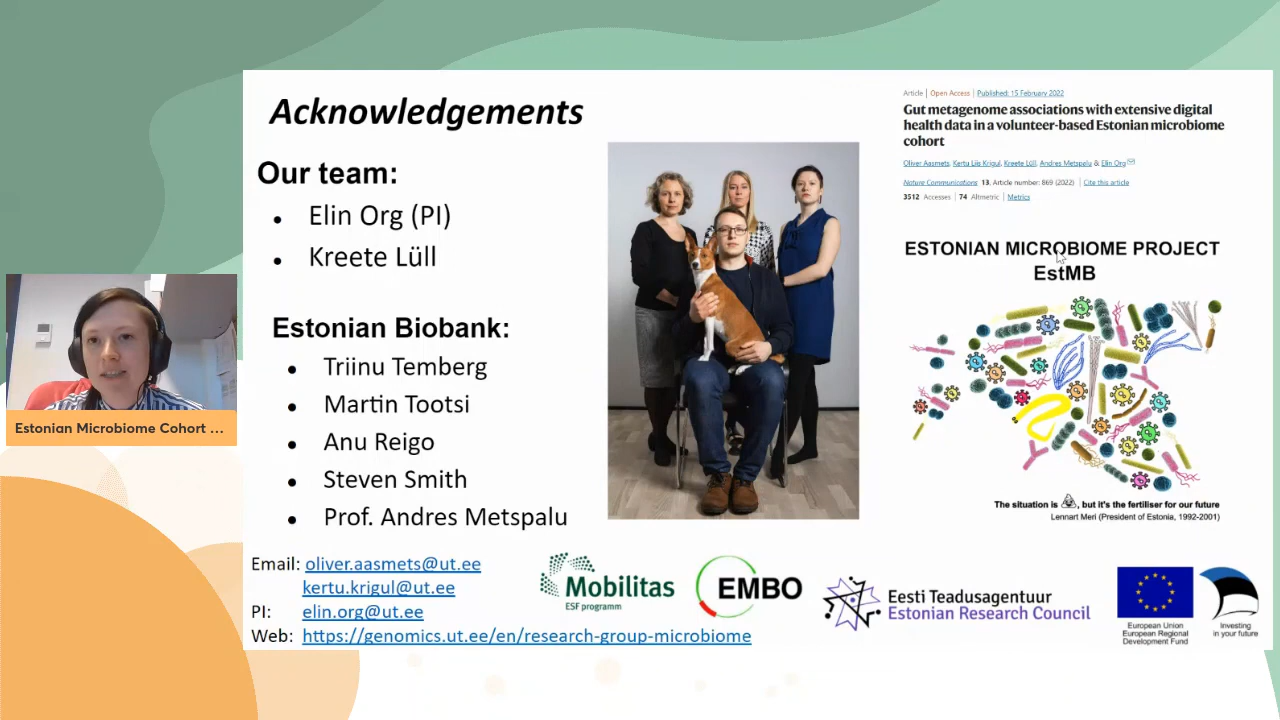 Acknowledgements
Our team:
Elin Org (PI)
Kreete Lüll
Estonian Biobank:
Triinu Temberg
Martin Tootsi
Anu Reigo
Steven Smith
Prof. Andres Metspalu
Email: oliver.aasmets@ut.ee
kertu.krigul@ut.ee
PI: elin.org@ut.ee
Web: https://genomics.ut.ee/en/research-group-microbiome
Article | Open Access | Published: 15 February 2022
Gut metagenome associations with extensive digital
health data in a volunteer-based Estonian microbiome
cohort
Oliver Aasmets, Kertu Liis Krigul, Kreete Lüll, Andres Metspalu & Elin Org
Nature Communications 13, Article number: 869 (2022) | Cite this article
3512 Accesses | 74 Altmetric | Metrics
ESTONIAN MICROBIOME PROJECT
EstMB
The situation is , but it's the fertiliser for our future
Lennart Meri (President of Estonia, 1992-2001)
Mobilitas
ESF programm
EMBO
Eesti Teadusagentuur
Estonian Research Council
European Union
European Regional
Development Fund
Investing
in your future
Estonian Microbiome Cohort ...